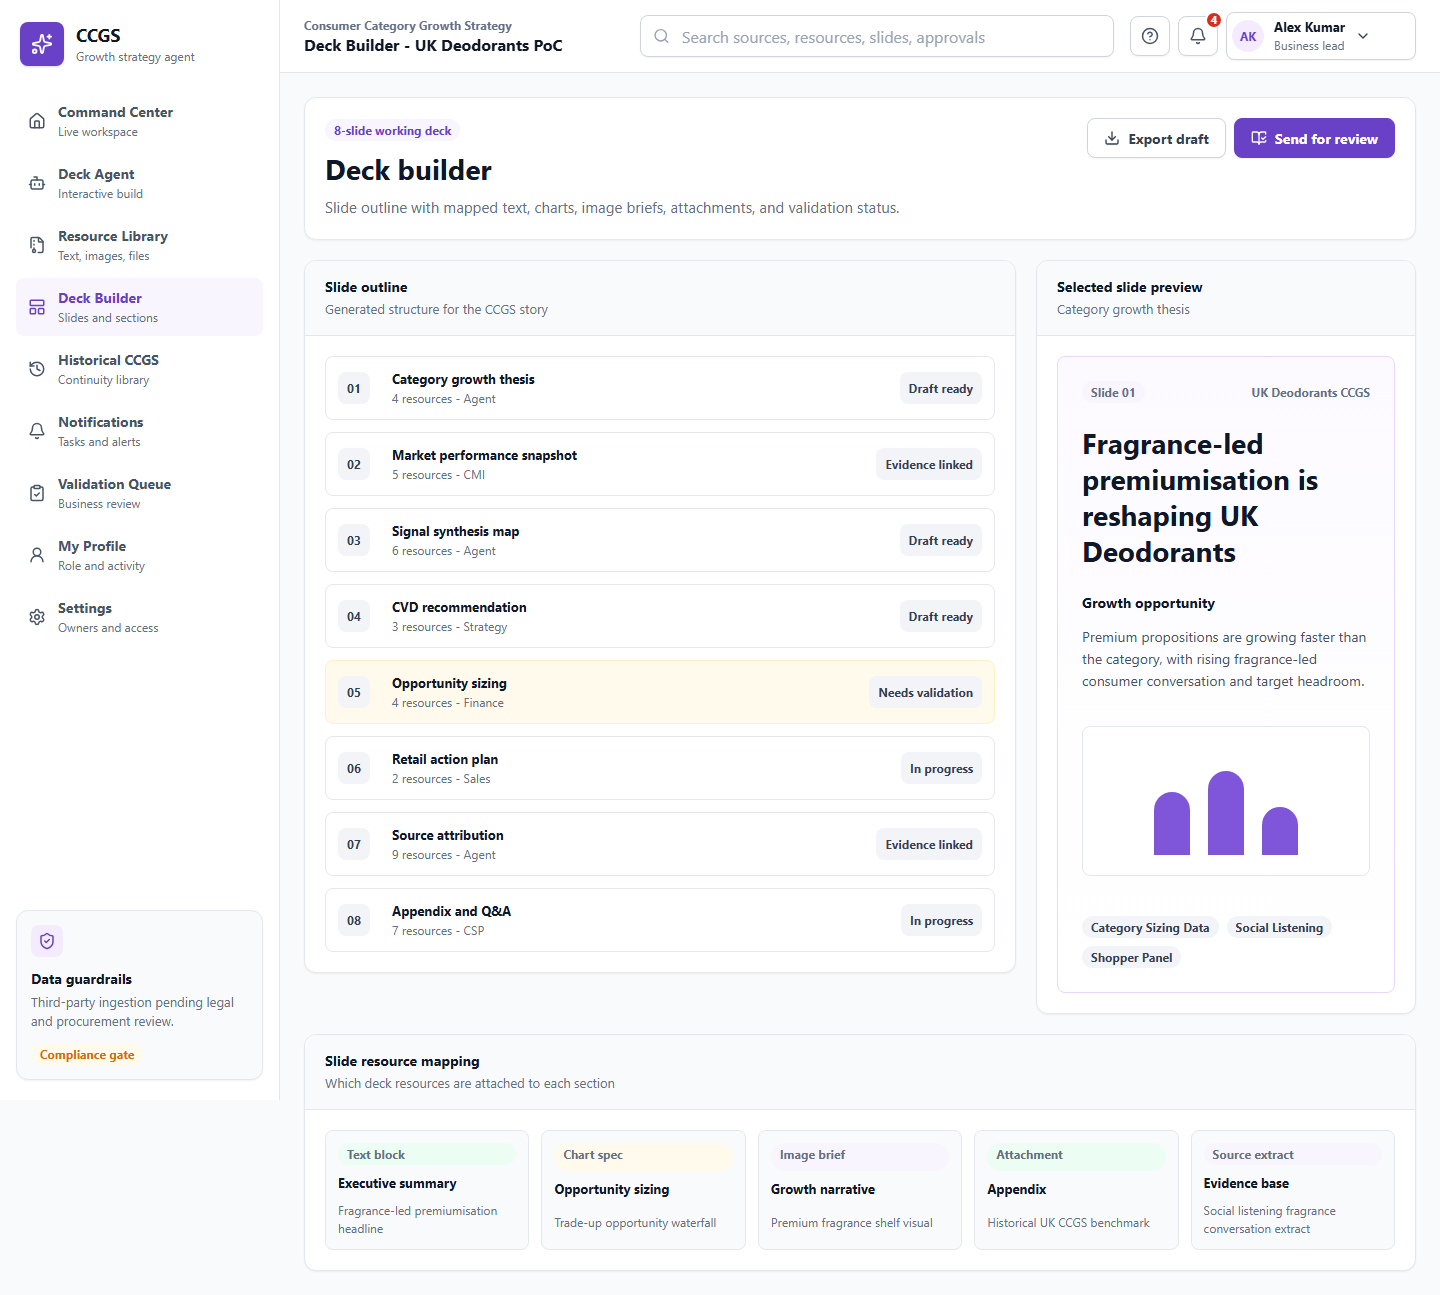 CCGS
Growth strategy agent
Command Center
Live workspace
Deck Agent
Interactive build
Resource Library
Text, images, files
Deck Builder
Slides and sections
Historical CCGS
Continuity library
Notifications
Tasks and alerts
Validation Queue
Business review
My Profile
Role and activity
Settings
Owners and access
Data guardrails
Third-party ingestion pending legal
and procurement review.
Compliance gate
Consumer Category Growth Strategy
Deck Builder - UK Deodorants PoC
Search sources, resources, slides, approvals
4
AK
Alex Kumar
Business lead
8-slide working deck
Deck builder
Slide outline with mapped text, charts, image briefs, attachments, and validation status.
Export draft
Send for review
Slide outline
Generated structure for the CCGS story
01
Category growth thesis
4 resources - Agent
Draft ready
02
Market performance snapshot
5 resources - CMI
Evidence linked
03
Signal synthesis map
6 resources - Agent
Draft ready
04
CVD recommendation
3 resources - Strategy
Draft ready
05
Opportunity sizing
4 resources - Finance
Needs validation
06
Retail action plan
2 resources - Sales
In progress
07
Source attribution
9 resources - Agent
Evidence linked
08
Appendix and Q&A
7 resources - CSP
In progress
Selected slide preview
Category growth thesis
Slide 01
UK Deodorants CCGS
Fragrance-led
premiumisation is
reshaping UK
Deodorants
Growth opportunity
Premium propositions are growing faster than
the category, with rising fragrance-led
consumer conversation and target headroom.
Category Sizing Data
Social Listening
Shopper Panel
Slide resource mapping
Which deck resources are attached to each section
Text block
Executive summary
Fragrance-led premiumisation
headline
Chart spec
Opportunity sizing
Trade-up opportunity waterfall
Image brief
Growth narrative
Premium fragrance shelf visual
Attachment
Appendix
Historical UK CCGS benchmark
Source extract
Evidence base
Social listening fragrance
conversation extract